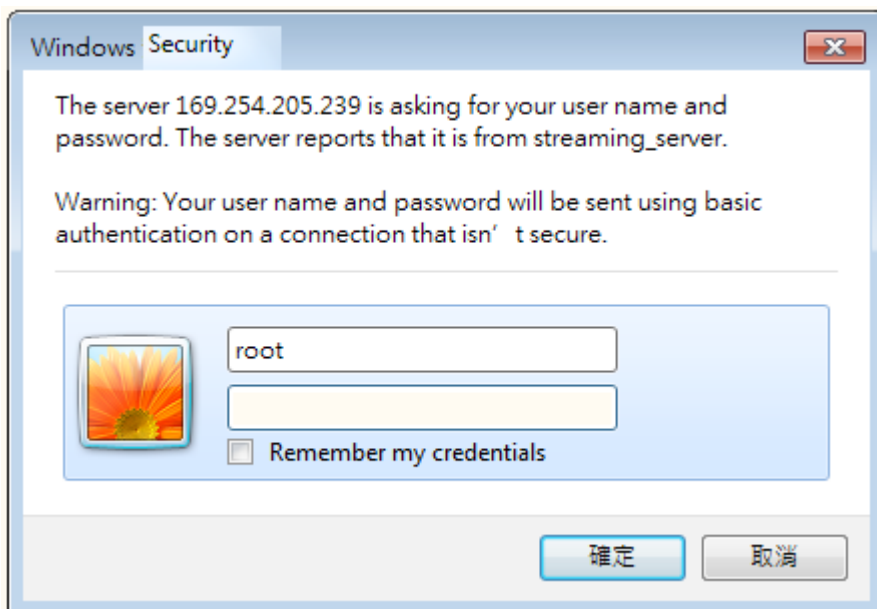 Windows Security
The server 169.254.205.239 is asking for your user name and
password. The server reports that it is from streaming_server.
Warning: Your user name and password will be sent using basic
authentication on a connection that isn't secure.
root
Remember my credentials
確定 取消